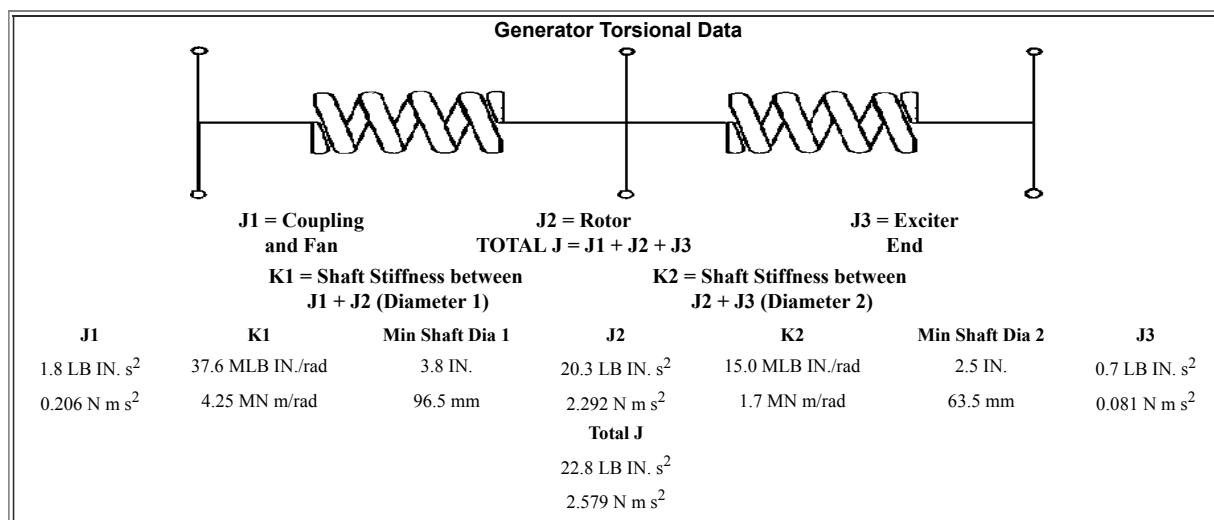 Generator Torsional Data
J1 = Coupling
and Fan
J2 = Rotor
TOTAL J = J1 + J2 + J3
J3 = Exciter
End
K1 = Shaft Stiffness between
J1 + J2 (Diameter 1)
K2 = Shaft Stiffness between
J2 + J3 (Diameter 2)
J1 K1 Min Shaft Dia 1 J2 K2 Min Shaft Dia 2 J3
1.8 LB IN. s² 37.6 MLB IN./rad 3.8 IN. 20.3 LB IN. s² 15.0 MLB IN./rad 2.5 IN. 0.7 LB IN. s²
0.206 N m s² 4.25 MN m/rad 96.5 mm 2.292 N m s² 1.7 MN m/rad 63.5 mm 0.081 N m s²
Total J
22.8 LB IN. s²
2.579 N m s²